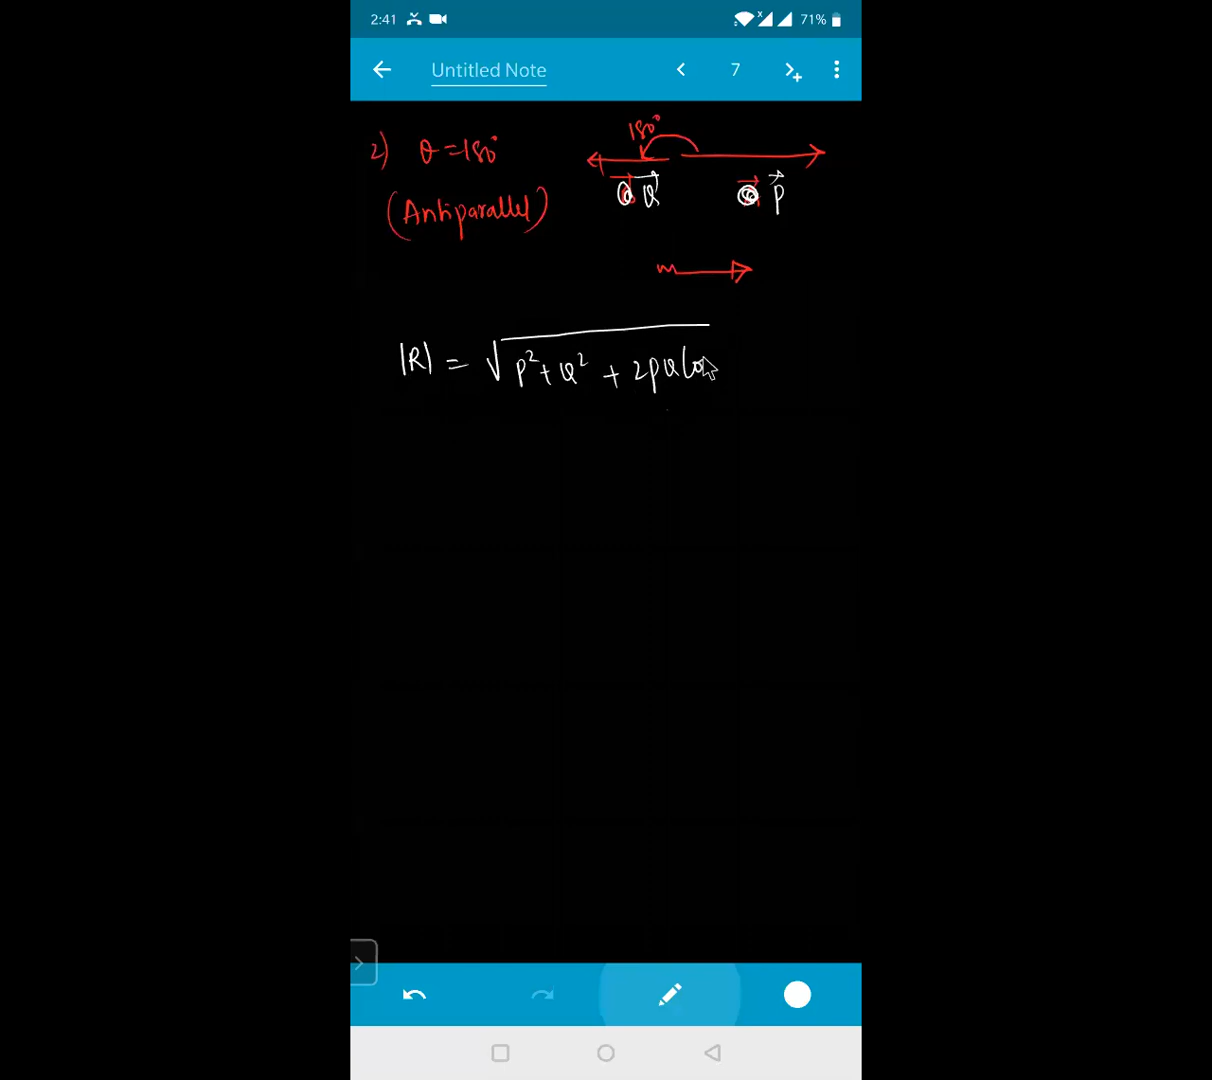 2:41 71%
Untitled Note 7
2) θ = 180° 180°
(Antiparallel) Q P
|R| = √P² + Q² + 2PQ Cos